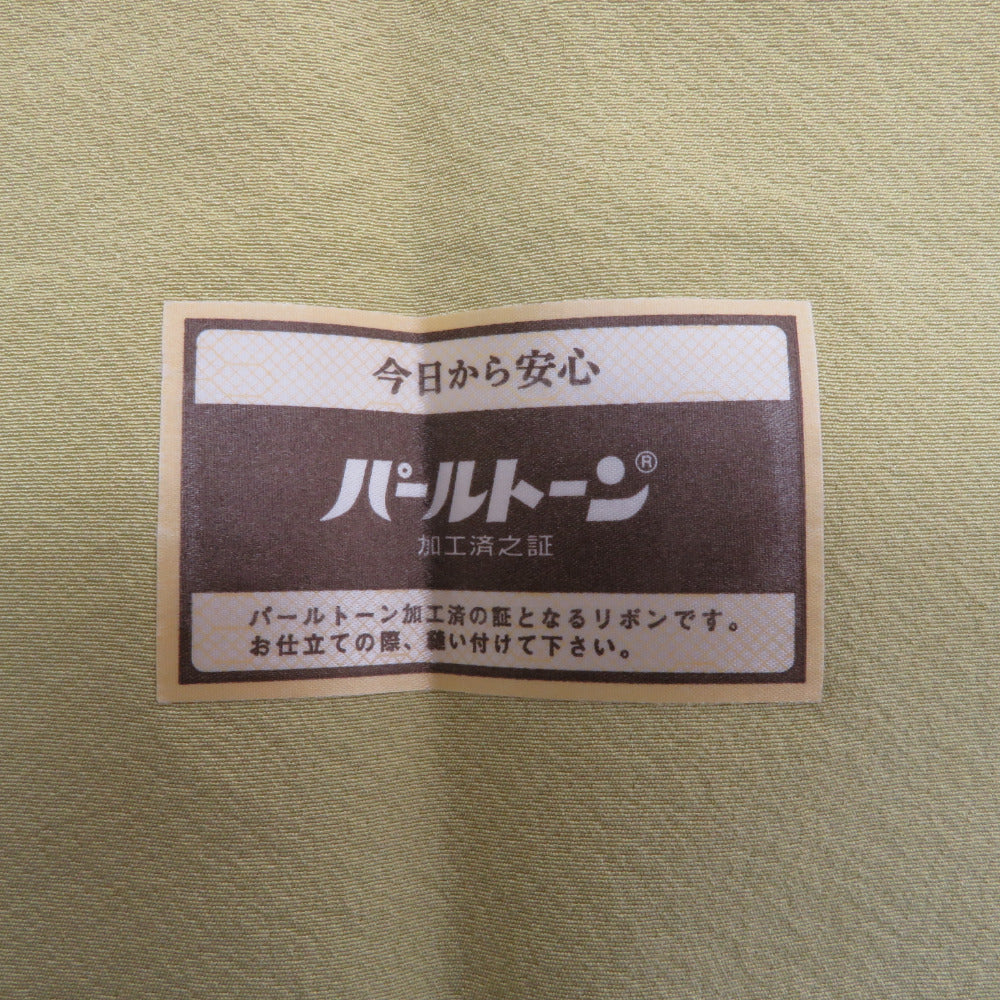 今日から安心
パールトーン®
加工済之証
パールトーン加工済の証となるリボンです。
お仕立ての際、縫い付けて下さい。